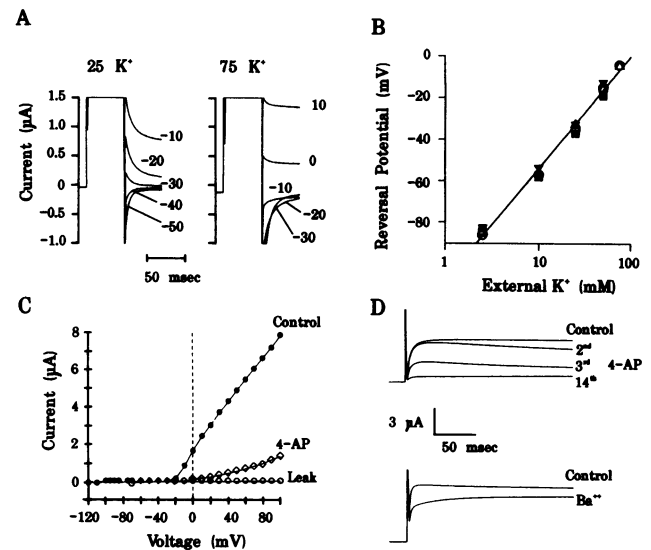 A
25 K⁺
75 K⁺
Current (µA)
1.5
1.0
0.5
0
-0.5
-1.0
-10
-20
-30
-40
-50
10
0
-10
-20
-30
50 msec
B
Reversal Potential (mV)
0
-20
-40
-60
-80
1
10
100
External K⁺ (mM)
C
Current (µA)
8
6
4
2
0
-120
-80
-40
0
40
80
Voltage (mV)
Control
4-AP
Leak
D
Control
2nd
3rd
4-AP
14th
3 µA
50 msec
Control
Ba⁺⁺